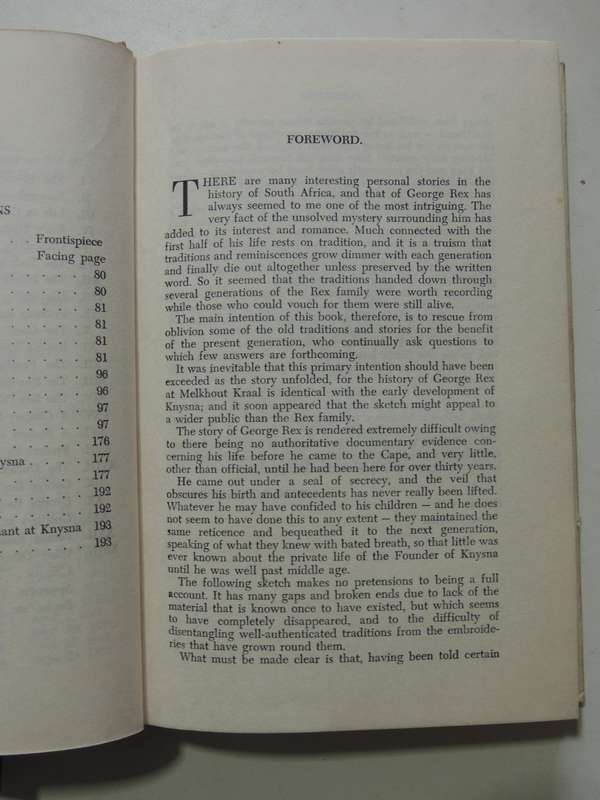 NS
. . Frontispiece
Facing page
. . . . . 80
. . . . . 80
. . . . . 81
. . . . . 81
. . . . . 81
. . . . . 81
. . . . . 96
. . . . . 96
. . . . . 97
. . . . . 97
. . . . . 176
ysna . . . . 177
. . . . . 177
. . . . . 192
. . . . . 192
ant at Knysna 193
. . . . . 193
FOREWORD.
THERE are many interesting personal stories in the
history of South Africa, and that of George Rex has
always seemed to me one of the most intriguing. The
very fact of the unsolved mystery surrounding him has
added to its interest and romance. Much connected with the
first half of his life rests on tradition, and it is a truism that
traditions and reminiscences grow dimmer with each generation
and finally die out altogether unless preserved by the written
word. So it seemed that the traditions handed down through
several generations of the Rex family were worth recording
while those who could vouch for them were still alive.
The main intention of this book, therefore, is to rescue from
oblivion some of the old traditions and stories for the benefit
of the present generation, who continually ask questions to
which few answers are forthcoming.
It was inevitable that this primary intention should have been
exceeded as the story unfolded, for the history of George Rex
at Melkhout Kraal is identical with the early development of
Knysna; and it soon appeared that the sketch might appeal to
a wider public than the Rex family.
The story of George Rex is rendered extremely difficult owing
to there being no authoritative documentary evidence con-
cerning his life before he came to the Cape, and very little,
other than official, until he had been here for over thirty years.
He came out under a seal of secrecy, and the veil that
obscures his birth and antecedents has never really been lifted.
Whatever he may have confided to his children — and he does
not seem to have done this to any extent — they maintained the
same reticence and bequeathed it to the next generation,
speaking of what they knew with bated breath, so that little was
ever known about the private life of the Founder of Knysna
until he was well past middle age.
The following sketch makes no pretensions to being a full
account. It has many gaps and broken ends due to lack of the
material that is known once to have existed, but which seems
to have completely disappeared, and to the difficulty of
disentangling well-authenticated traditions from the embroide-
ries that have grown round them.
What must be made clear is that, having been told certain